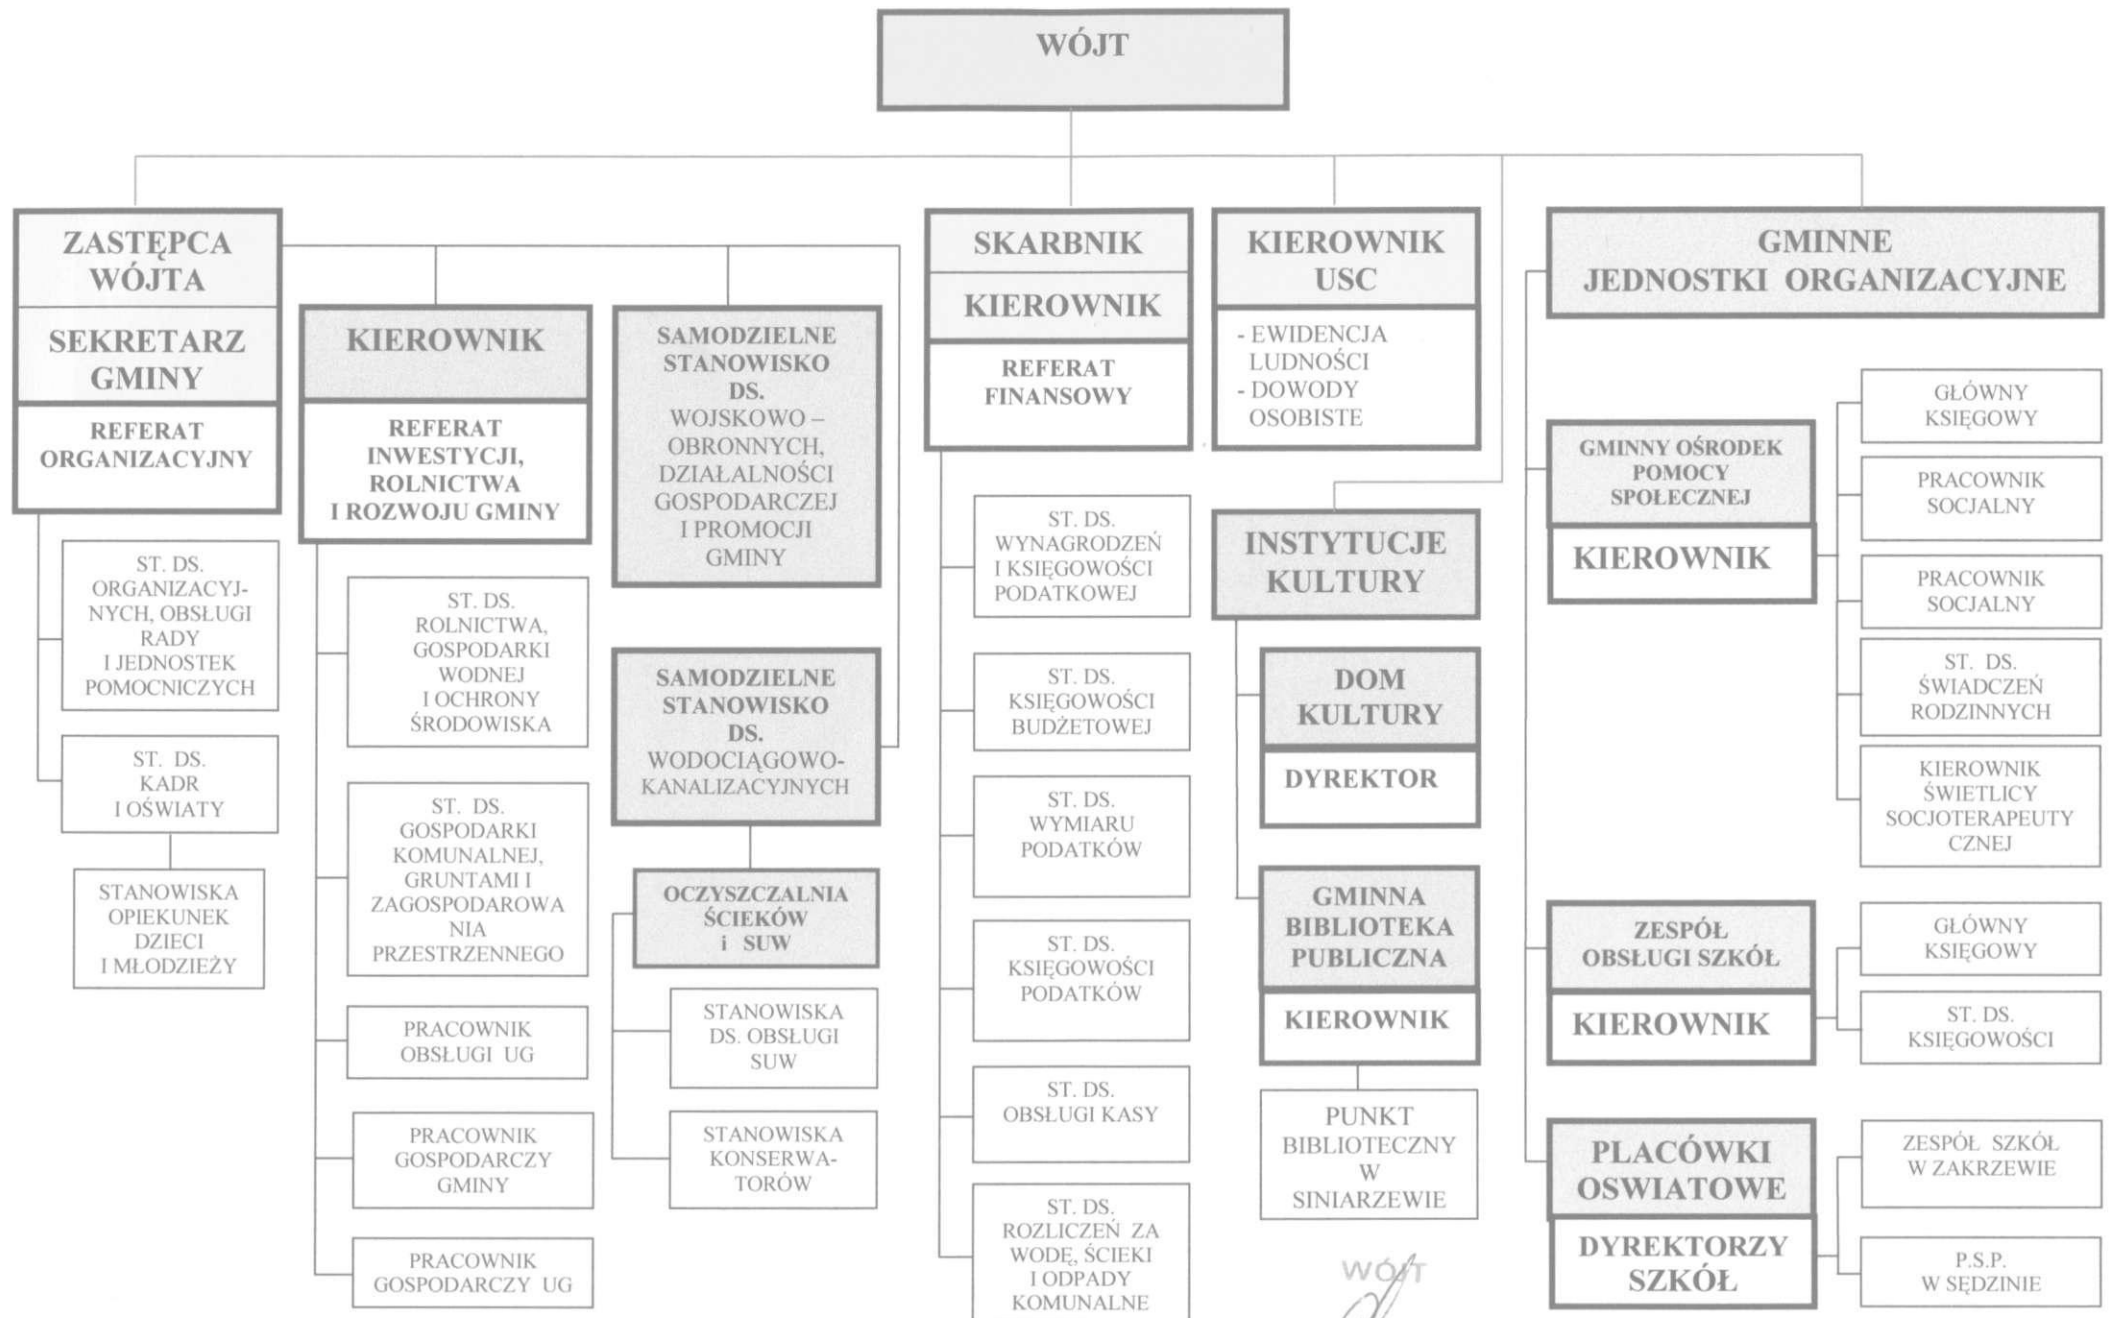 WÓJT
ZASTĘPCA
WÓJTA
SEKRETARZ
GMINY
REFERAT
ORGANIZACYJNY
ST. DS.
ORGANIZACYJ-
NYCH, OBSŁUGI
RADY
I JEDNOSTEK
POMOCNICZYCH
ST. DS.
KADR
I OŚWIATY
STANOWISKA
OPIEKUNEK
DZIECI
I MŁODZIEŻY
KIEROWNIK
REFERAT
INWESTYCJI,
ROLNICTWA
I ROZWOJU GMINY
ST. DS.
ROLNICTWA,
GOSPODARKI
WODNEJ
I OCHRONY
ŚRODOWISKA
ST. DS.
GOSPODARKI
KOMUNALNEJ,
GRUNTAMI I
ZAGOSPODAROWA
NIA
PRZESTRZENNEGO
PRACOWNIK
OBSŁUGI UG
PRACOWNIK
GOSPODARCZY
GMINY
PRACOWNIK
GOSPODARCZY UG
SAMODZIELNE
STANOWISKO
DS.
WOJSKOWO –
OBRONNYCH,
DZIAŁALNOŚCI
GOSPODARCZEJ
I PROMOCJI
GMINY
SAMODZIELNE
STANOWISKO
DS.
WODOCIĄGOWO-
KANALIZACYJNYCH
OCZYSZCZALNIA
ŚCIEKÓW
i SUW
STANOWISKA
DS. OBSŁUGI
SUW
STANOWISKA
KONSERWA-
TORÓW
SKARBNIK
KIEROWNIK
REFERAT
FINANSOWY
ST. DS.
WYNAGRODZEŃ
I KSIĘGOWOŚCI
PODATKOWEJ
ST. DS.
KSIĘGOWOŚCI
BUDŻETOWEJ
ST. DS.
WYMIARU
PODATKÓW
ST. DS.
KSIĘGOWOŚCI
PODATKÓW
ST. DS.
OBSŁUGI KASY
ST. DS.
ROZLICZEŃ ZA
WODĘ, ŚCIEKI
I ODPADY
KOMUNALNE
KIEROWNIK
USC
- EWIDENCJA
LUDNOŚCI
- DOWODY
OSOBISTE
INSTYTUCJE
KULTURY
DOM
KULTURY
DYREKTOR
GMINNA
BIBLIOTEKA
PUBLICZNA
KIEROWNIK
PUNKT
BIBLIOTECZNY
W
SINIARZEWIE
WÓJT
GMINNE
JEDNOSTKI ORGANIZACYJNE
GMINNY OŚRODEK
POMOCY
SPOŁECZNEJ
KIEROWNIK
GŁÓWNY
KSIĘGOWY
PRACOWNIK
SOCJALNY
PRACOWNIK
SOCJALNY
ST. DS.
ŚWIADCZEŃ
RODZINNYCH
KIEROWNIK
ŚWIETLICY
SOCJOTERAPEUTY
CZNEJ
ZESPÓŁ
OBSŁUGI SZKÓŁ
KIEROWNIK
GŁÓWNY
KSIĘGOWY
ST. DS.
KSIĘGOWOŚCI
PLACÓWKI
OSWIATOWE
DYREKTORZY
SZKÓŁ
ZESPÓŁ SZKÓŁ
W ZAKRZEWIE
P.S.P.
W SĘDZINIE